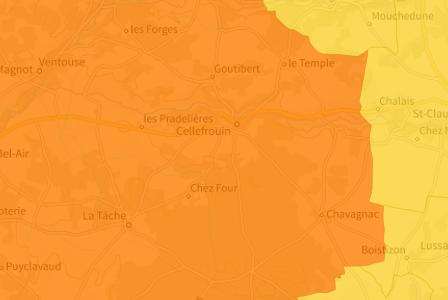 Mouchedune
les Forges
Ventouse
Magnot
Goutibert
le Temple
Chalais
St-Clau
les Pradelières
Cellefrouin
Chez M
Bel-Air
Chez Four
oterie
La Tâche
Chavagnac
Boistizon
Lussa
Puyclavaud